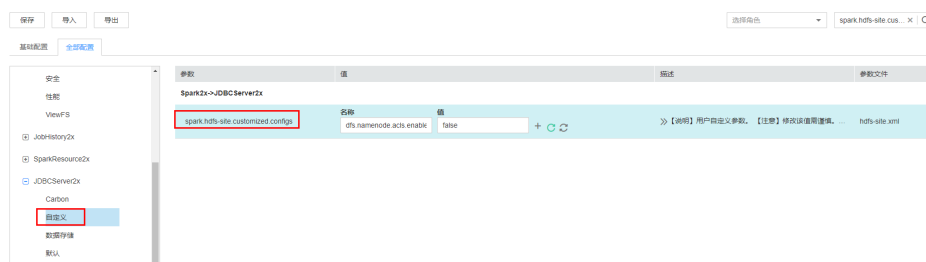 保存 导入 导出 选择角色 spark.hdfs-site.cus... ×
基础配置 全部配置
安全
性能
ViewFS
JobHistory2x
SparkResource2x
JDBCServer2x
Carbon
自定义
数据存储
默认
参数 值 描述 参数文件
Spark2x->JDBCServer2x
名称 值
spark.hdfs-site.customized.configs dfs.namenode.acls.enable false + 【说明】用户自定义参数。 【注意】修改该值需谨慎。... hdfs-site.xml